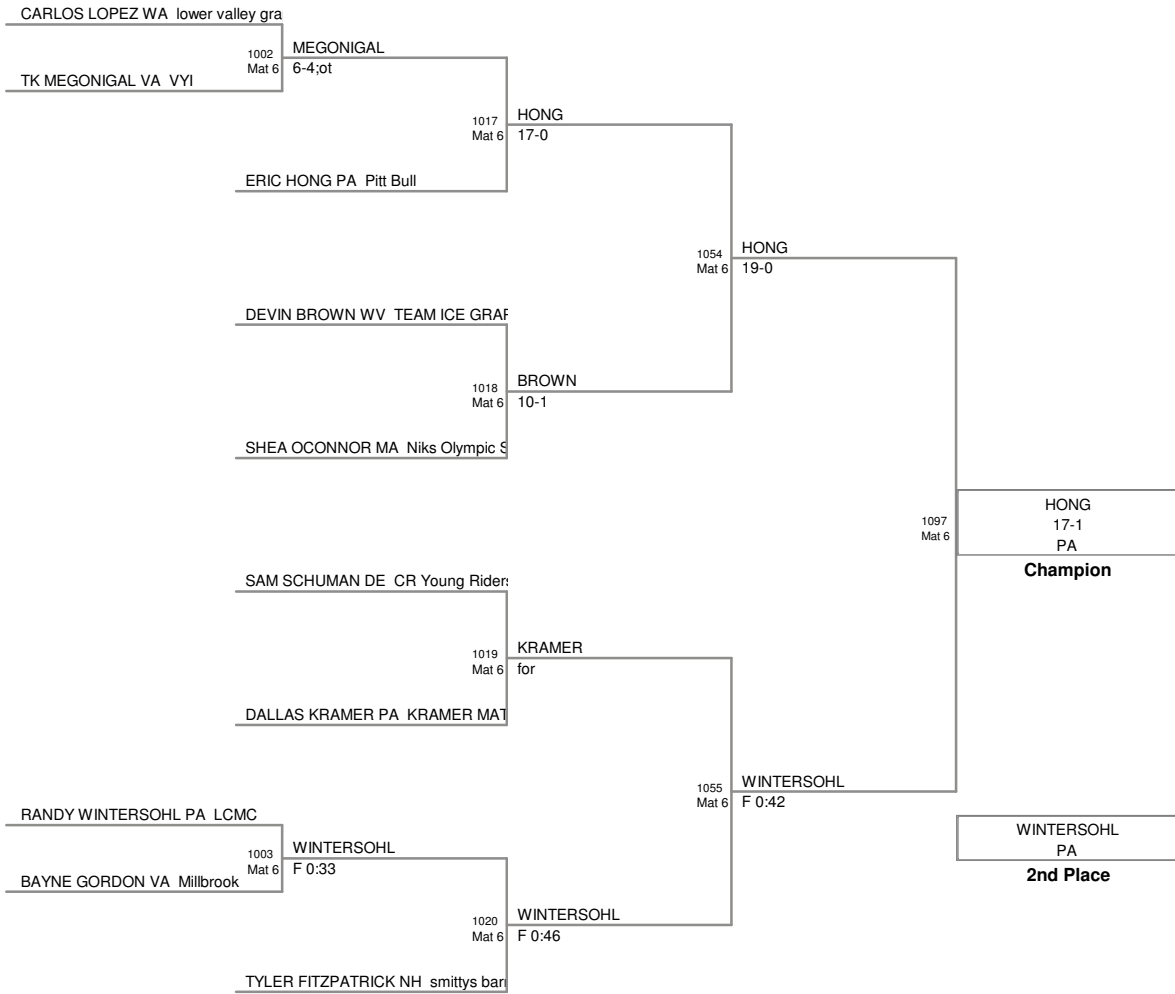 CARLOS LOPEZ WA lower valley gra
1002
Mat 6
MEGONIGAL
6-4;ot
TK MEGONIGAL VA VYI
1017
Mat 6
HONG
17-0
ERIC HONG PA Pitt Bull
1054
Mat 6
HONG
19-0
DEVIN BROWN WV TEAM ICE GRAP
1018
Mat 6
BROWN
10-1
SHEA OCONNOR MA Niks Olympic S
1097
Mat 6
HONG
17-1
PA
Champion
SAM SCHUMAN DE CR Young Riders
1019
Mat 6
KRAMER
for
DALLAS KRAMER PA KRAMER MAT
1055
Mat 6
WINTERSOHL
F 0:42
RANDY WINTERSOHL PA LCMC
1003
Mat 6
WINTERSOHL
F 0:33
BAYNE GORDON VA Millbrook
WINTERSOHL
PA
2nd Place
1020
Mat 6
WINTERSOHL
F 0:46
TYLER FITZPATRICK NH smittys barn